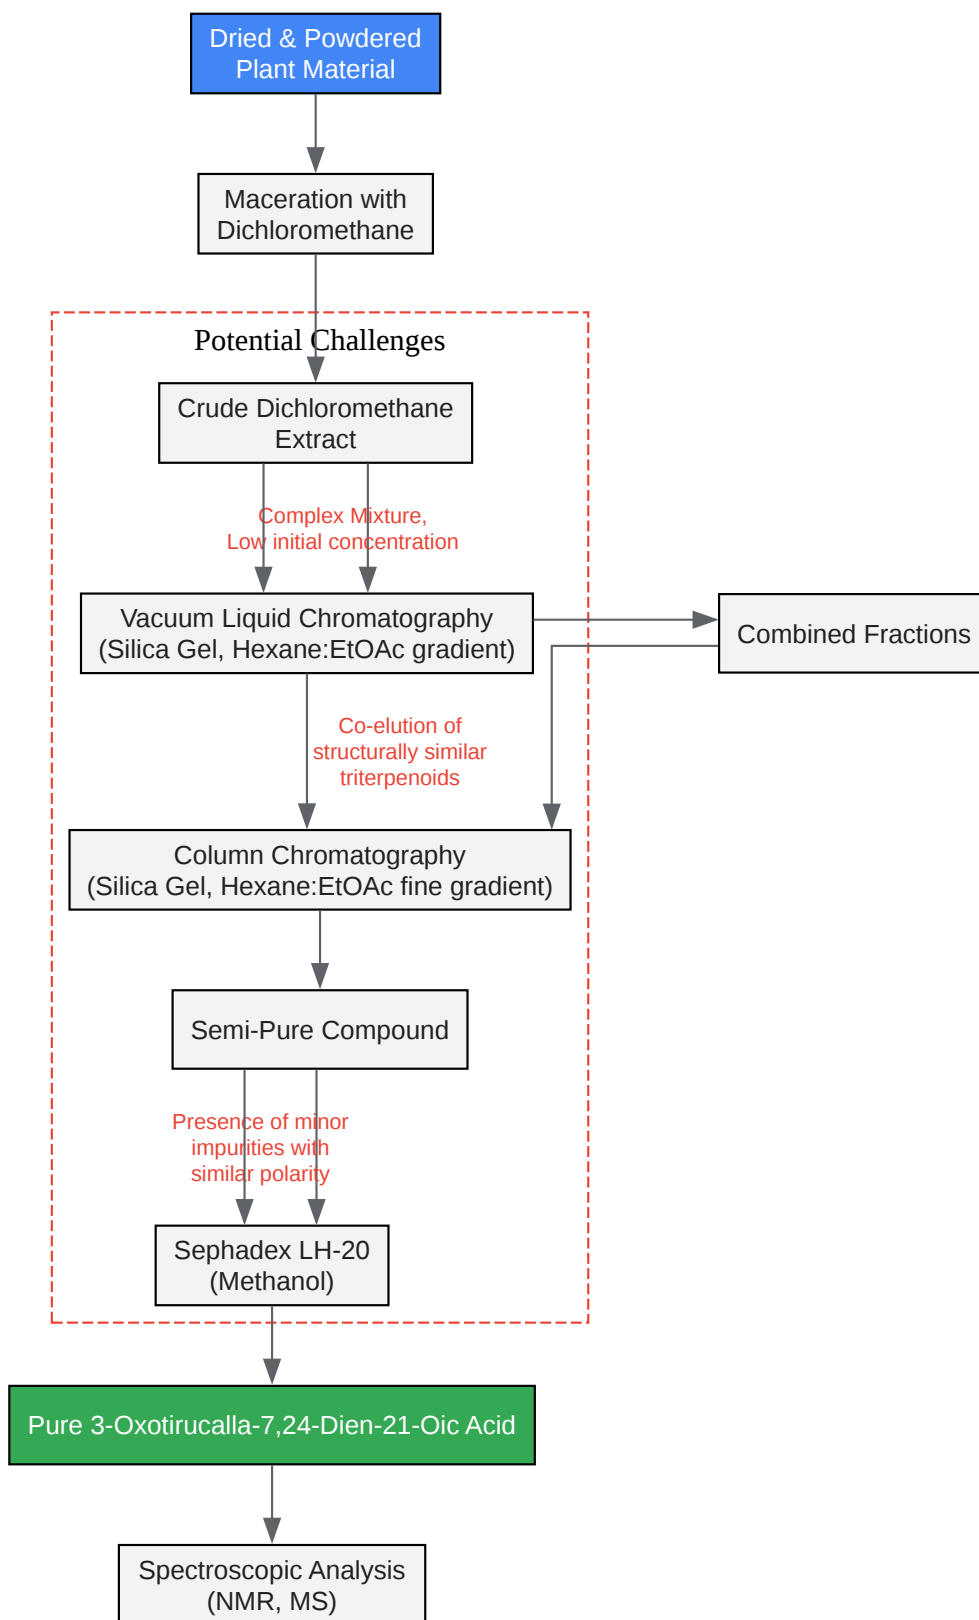 Dried & Powdered
Plant Material
Maceration with
Dichloromethane
Potential Challenges
Crude Dichloromethane
Extract
Complex Mixture,
Low initial concentration
Vacuum Liquid Chromatography
(Silica Gel, Hexane:EtOAc gradient)
Combined Fractions
Co-elution of
structurally similar
triterpenoids
Column Chromatography
(Silica Gel, Hexane:EtOAc fine gradient)
Semi-Pure Compound
Presence of minor
impurities with
similar polarity
Sephadex LH-20
(Methanol)
Pure 3-Oxotirucalla-7,24-Dien-21-Oic Acid
Spectroscopic Analysis
(NMR, MS)